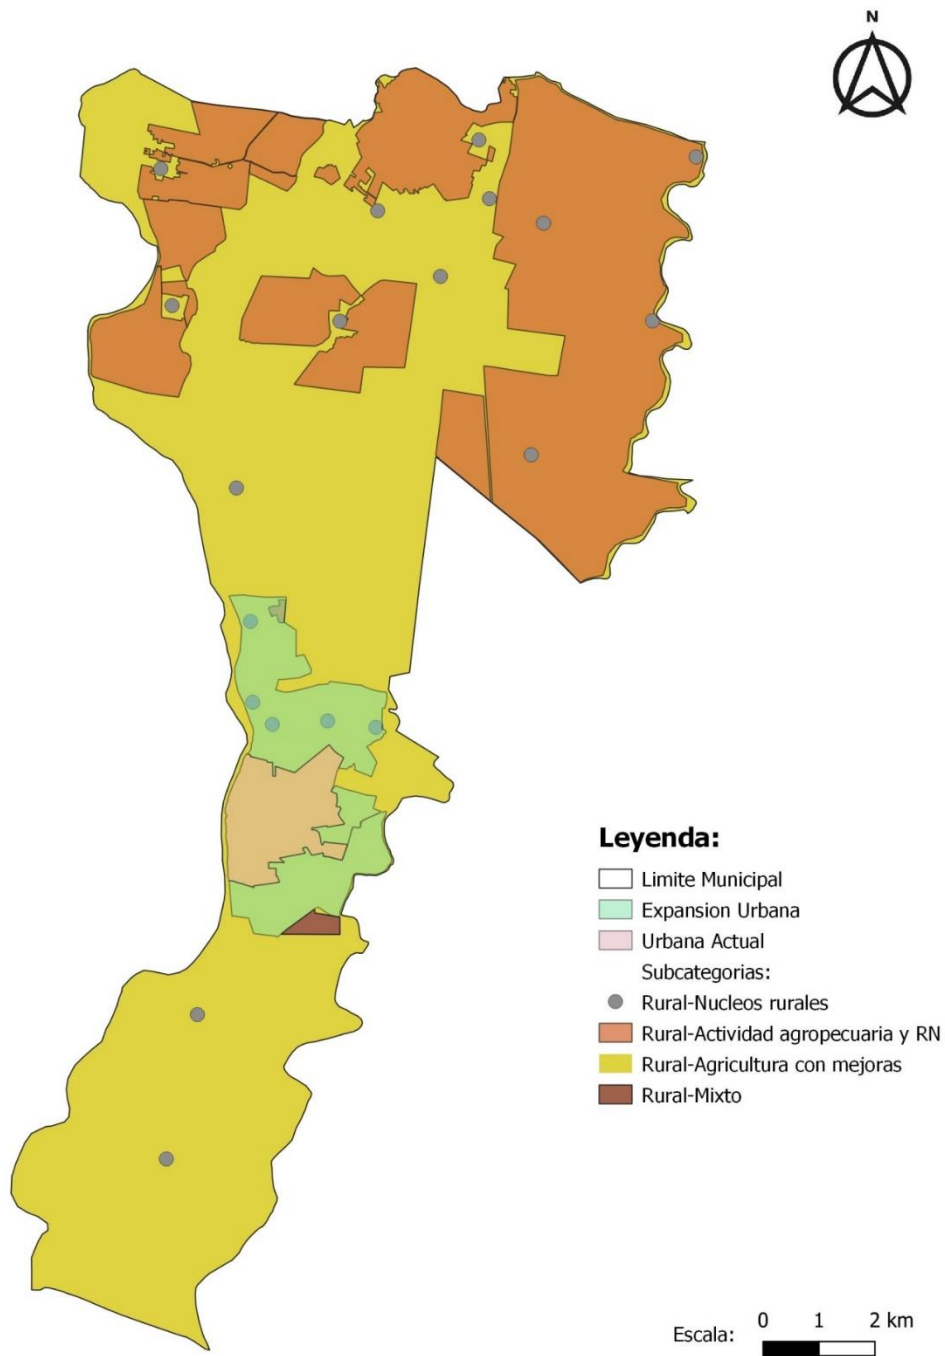 N
Leyenda:
Limite Municipal
Expansion Urbana
Urbana Actual
Subcategorias:
Rural-Nucleos rurales
Rural-Actividad agropecuaria y RN
Rural-Agricultura con mejoras
Rural-Mixto
Escala: 0 1 2 km